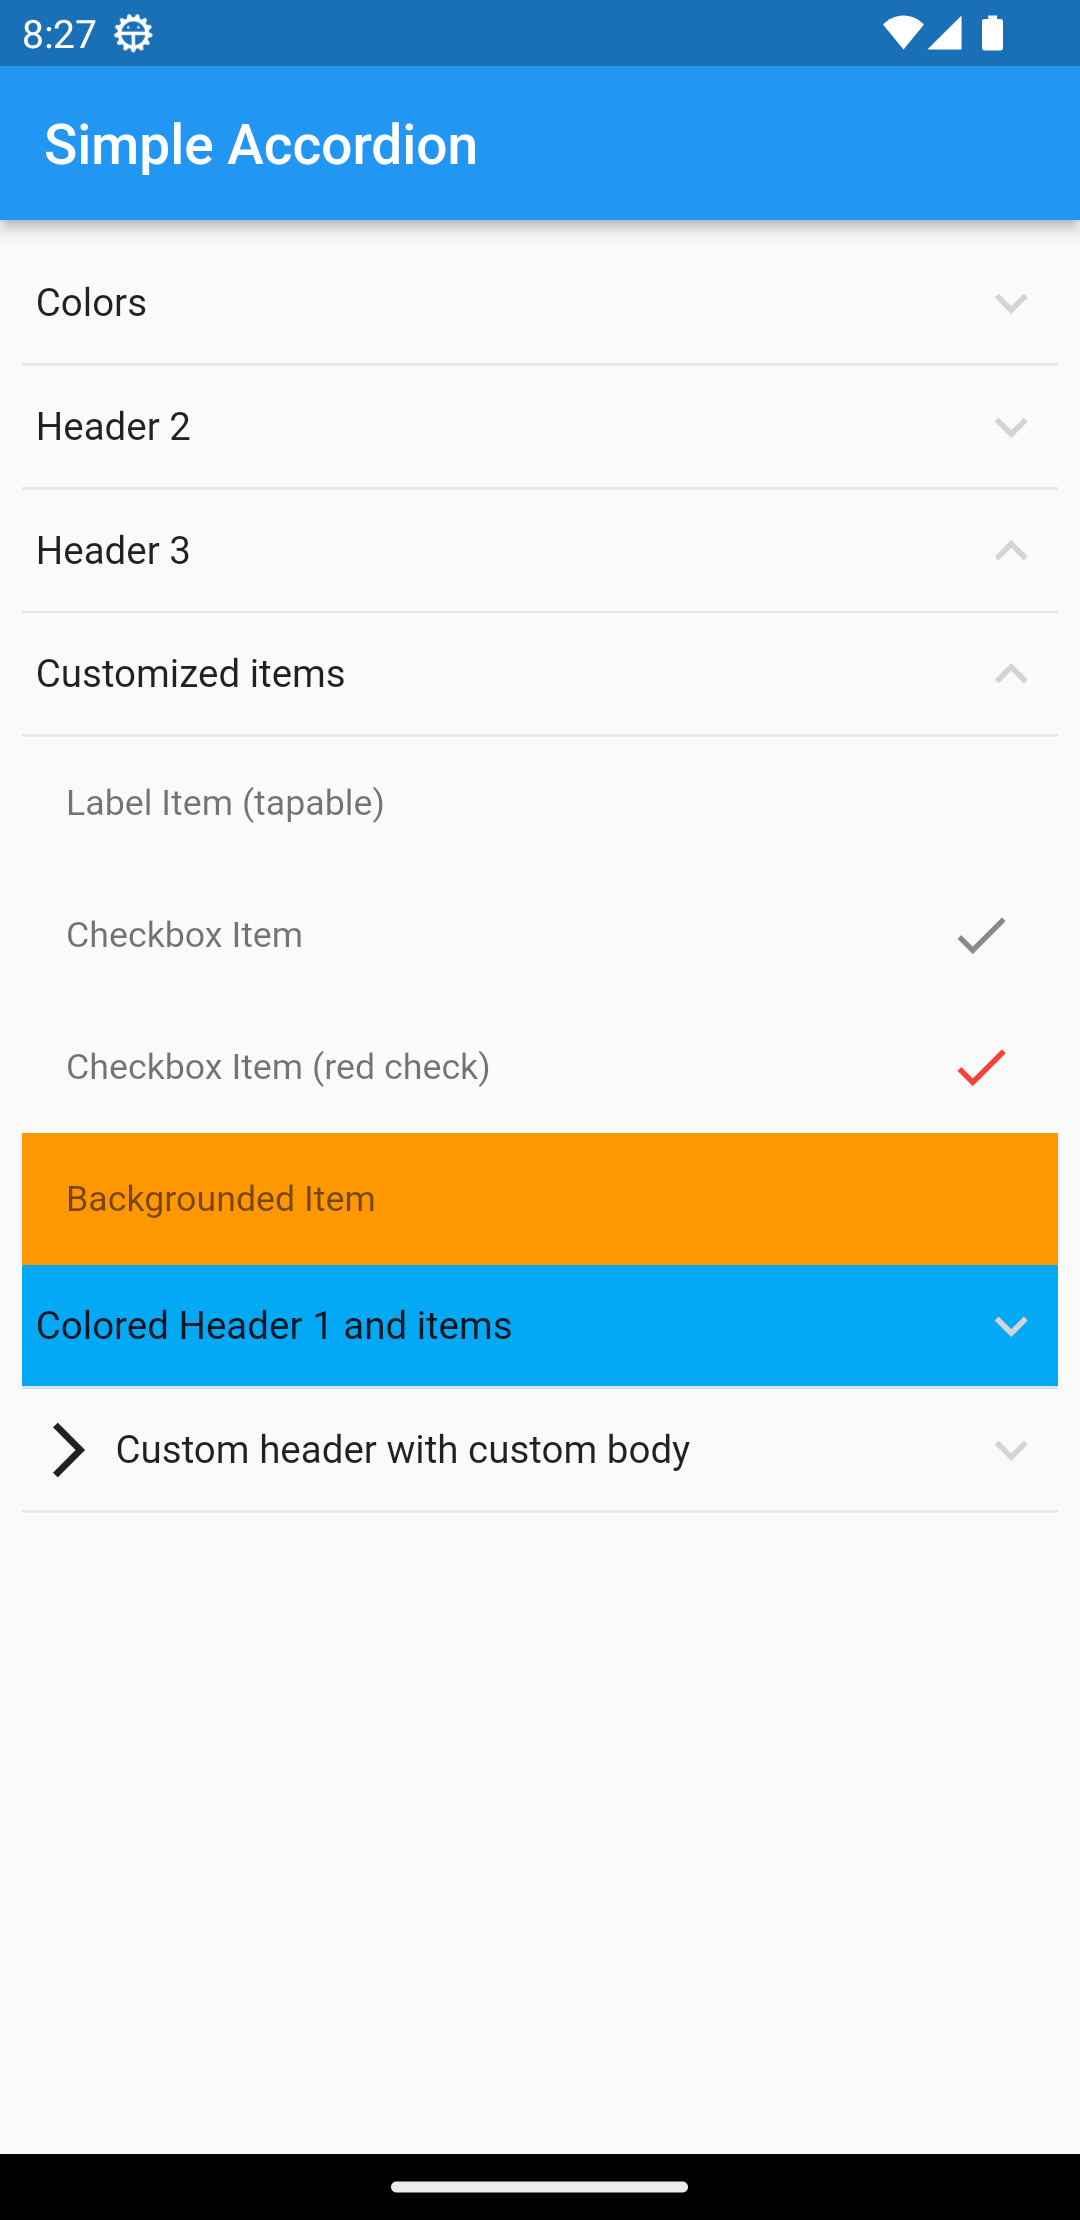 8:27
Simple Accordion
Colors
Header 2
Header 3
Customized items
Label Item (tapable)
Checkbox Item
Checkbox Item (red check)
Backgrounded Item
Colored Header 1 and items
Custom header with custom body